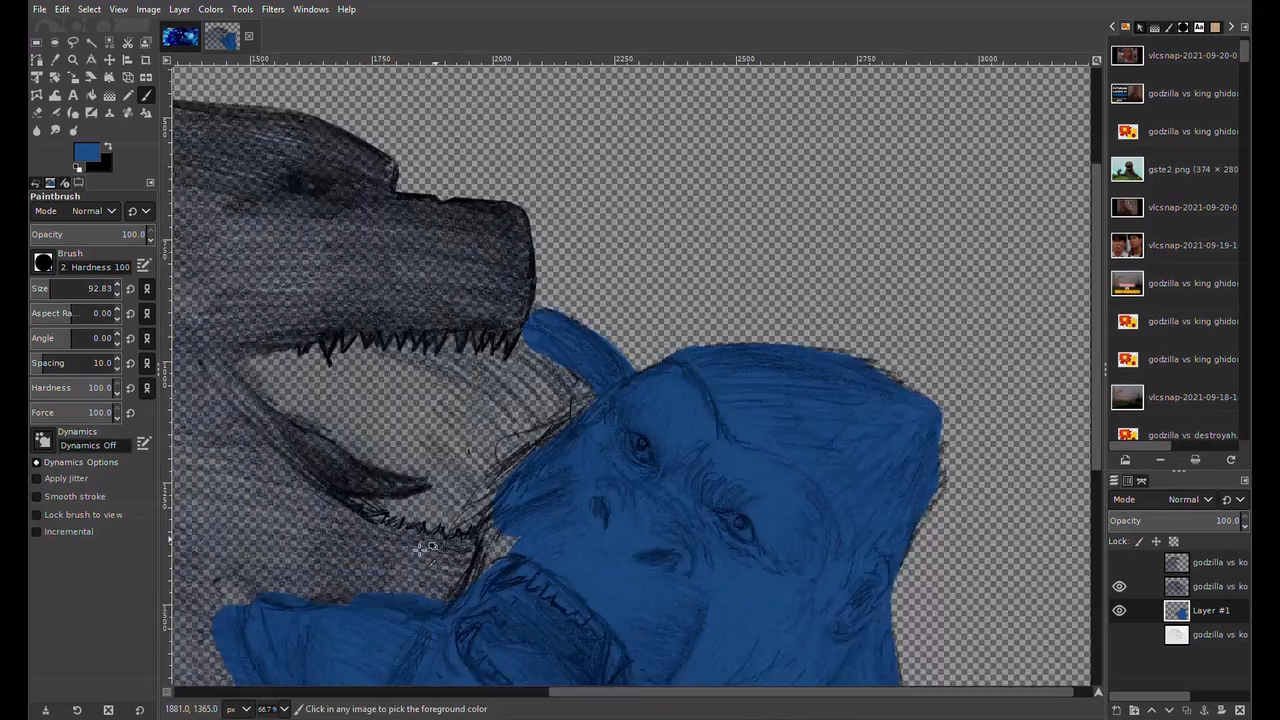 File Edit Select View Image Layer Colors Tools Filters Windows Help
1500 1750 2000 2250 2500 2750 3000
500
750
1000
1250
1500
Paintbrush
Mode Normal
Opacity 100.0
Brush
2. Hardness 100
Size 92.83
Aspect Ra... 0.00
Angle 0.00
Spacing 10.0
Hardness 100.0
Force 100.0
Dynamics
Dynamics Off
Dynamics Options
Apply Jitter
Smooth stroke
Lock brush to view
Incremental
1881.0, 1365.0 px 66.7 % Click in any image to pick the foreground color
Aa
vlcsnap-2021-09-20-0
godzilla vs king ghidor
godzilla vs king ghidor
gste2.png (374 × 280
vlcsnap-2021-09-20-0
vlcsnap-2021-09-19-1
godzilla vs king ghidor
godzilla vs king ghidor
godzilla vs king ghidor
vlcsnap-2021-09-18-1
godzilla vs destroyah.
Mode Normal
Opacity 100.0
Lock:
godzilla vs ko
godzilla vs ko
Layer #1
godzilla vs ko